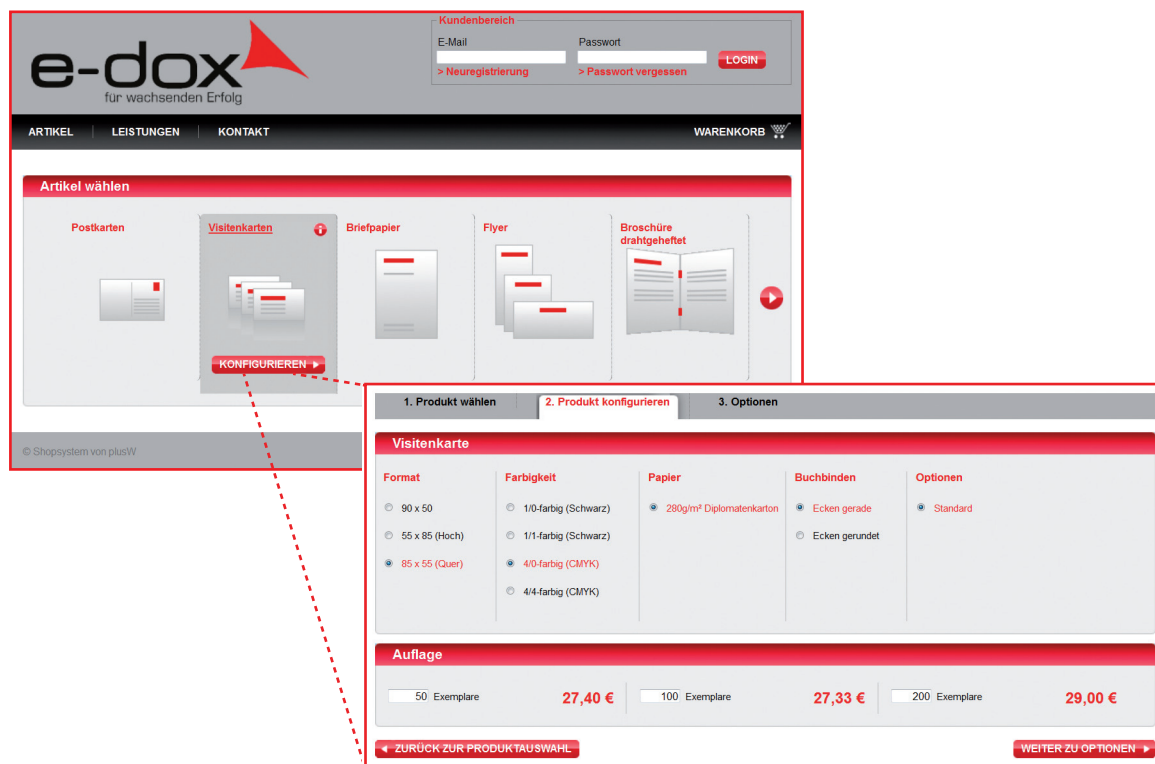 Kundenbereich
E-Mail
Passwort
LOGIN
> Neuregistrierung
> Passwort vergessen
e-dox
für wachsenden Erfolg
ARTIKEL
LEISTUNGEN
KONTAKT
WARENKORB
Artikel wählen
Postkarten
Visitenkarten
Briefpapier
Flyer
Broschüre
drahtgeheftet
KONFIGURIEREN
© Shopsystem von plusW
1. Produkt wählen
2. Produkt konfigurieren
3. Optionen
Visitenkarte
Format
90 x 50
55 x 85 (Hoch)
85 x 55 (Quer)
Farbigkeit
1/0-farbig (Schwarz)
1/1-farbig (Schwarz)
4/0-farbig (CMYK)
4/4-farbig (CMYK)
Papier
280g/m² Diplomatenkarton
Buchbinden
Ecken gerade
Ecken gerundet
Optionen
Standard
Auflage
50 Exemplare 27,40 €
100 Exemplare 27,33 €
200 Exemplare 29,00 €
ZURÜCK ZUR PRODUKTAUSWAHL
WEITER ZU OPTIONEN